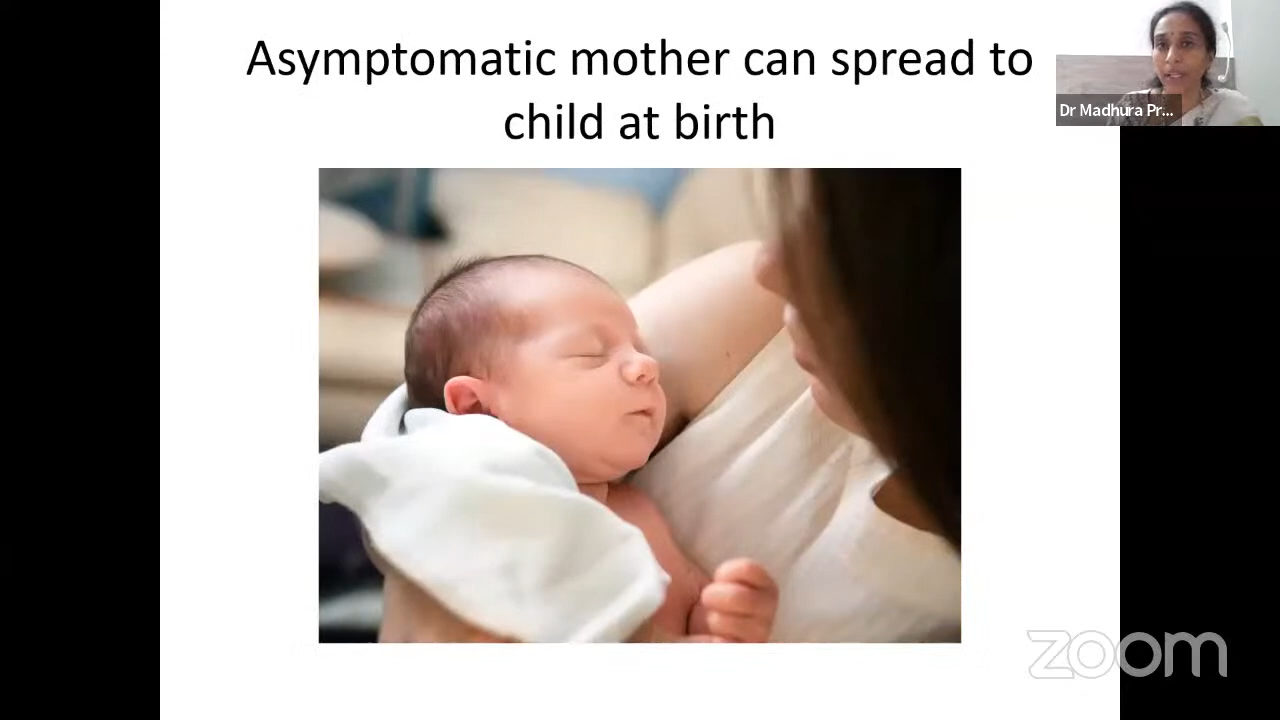 Asymptomatic mother can spread to
child at birth
Dr Madhura Pr...
zoom